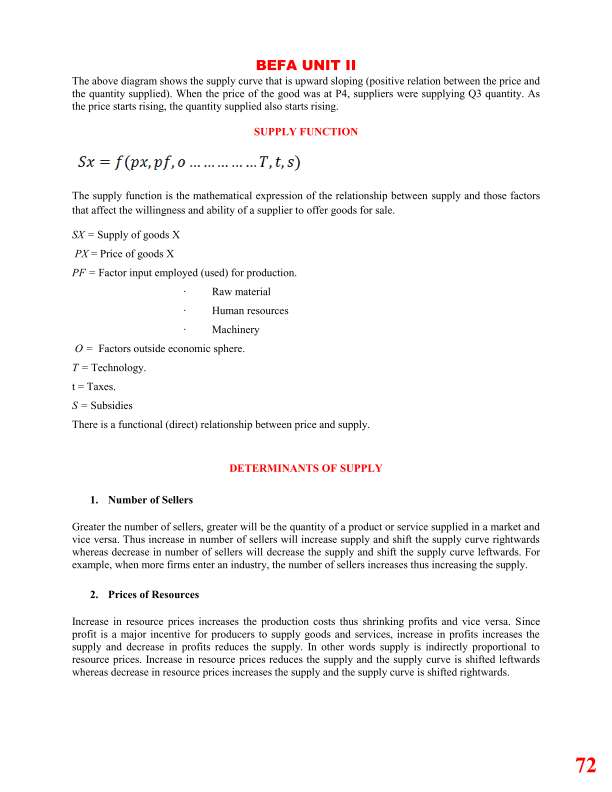 BEFA UNIT II
The above diagram shows the supply curve that is upward sloping (positive relation between the price and
the quantity supplied). When the price of the good was at P4, suppliers were supplying Q3 quantity. As
the price starts rising, the quantity supplied also starts rising.
SUPPLY FUNCTION
Sx = f(px, pf, o … … … … … T, t, s)
The supply function is the mathematical expression of the relationship between supply and those factors
that affect the willingness and ability of a supplier to offer goods for sale.
SX = Supply of goods X
PX = Price of goods X
PF = Factor input employed (used) for production.
· Raw material
· Human resources
· Machinery
O = Factors outside economic sphere.
T = Technology.
t = Taxes.
S = Subsidies
There is a functional (direct) relationship between price and supply.
DETERMINANTS OF SUPPLY
1. Number of Sellers
Greater the number of sellers, greater will be the quantity of a product or service supplied in a market and
vice versa. Thus increase in number of sellers will increase supply and shift the supply curve rightwards
whereas decrease in number of sellers will decrease the supply and shift the supply curve leftwards. For
example, when more firms enter an industry, the number of sellers increases thus increasing the supply.
2. Prices of Resources
Increase in resource prices increases the production costs thus shrinking profits and vice versa. Since
profit is a major incentive for producers to supply goods and services, increase in profits increases the
supply and decrease in profits reduces the supply. In other words supply is indirectly proportional to
resource prices. Increase in resource prices reduces the supply and the supply curve is shifted leftwards
whereas decrease in resource prices increases the supply and the supply curve is shifted rightwards.
72